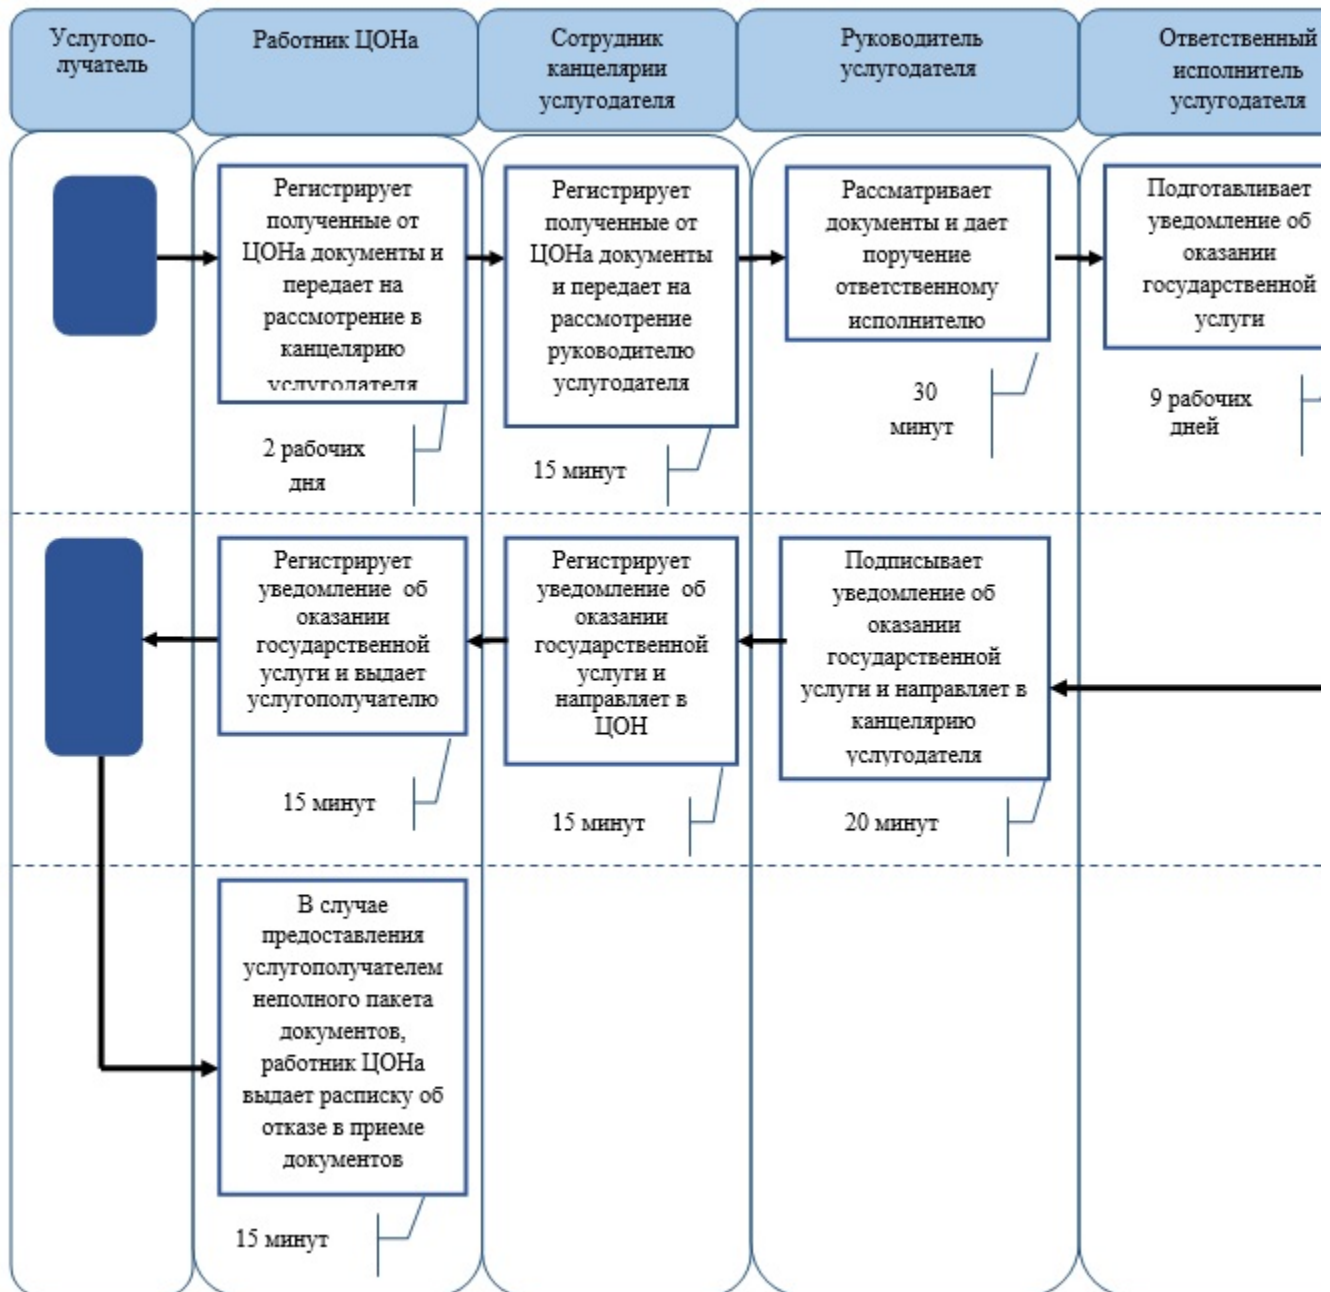 Услугопо-
лучатель
Работник ЦОНа
Сотрудник
канцелярии
услугодателя
Руководитель
услугодателя
Ответственный
исполнитель
услугодателя
Регистрирует
полученные от
ЦОНа документы и
передает на
рассмотрение в
канцелярию
услугодателя
2 рабочих
дня
Регистрирует
полученные от
ЦОНа документы
и передает на
рассмотрение
руководителю
услугодателя
15 минут
Рассматривает
документы и дает
поручение
ответственному
исполнителю
30
минут
Подготавливает
уведомление об
оказании
государственной
услуги
9 рабочих
дней
Регистрирует
уведомление об
оказании
государственной
услуги и выдает
услугополучателю
15 минут
Регистрирует
уведомление об
оказании
государственной
услуги и
направляет в
ЦОН
15 минут
Подписывает
уведомление об
оказании
государственной
услуги и направляет в
канцелярию
услугодателя
20 минут
В случае
предоставления
услугополучателем
неполного пакета
документов,
работник ЦОНа
выдает расписку об
отказе в приеме
документов
15 минут